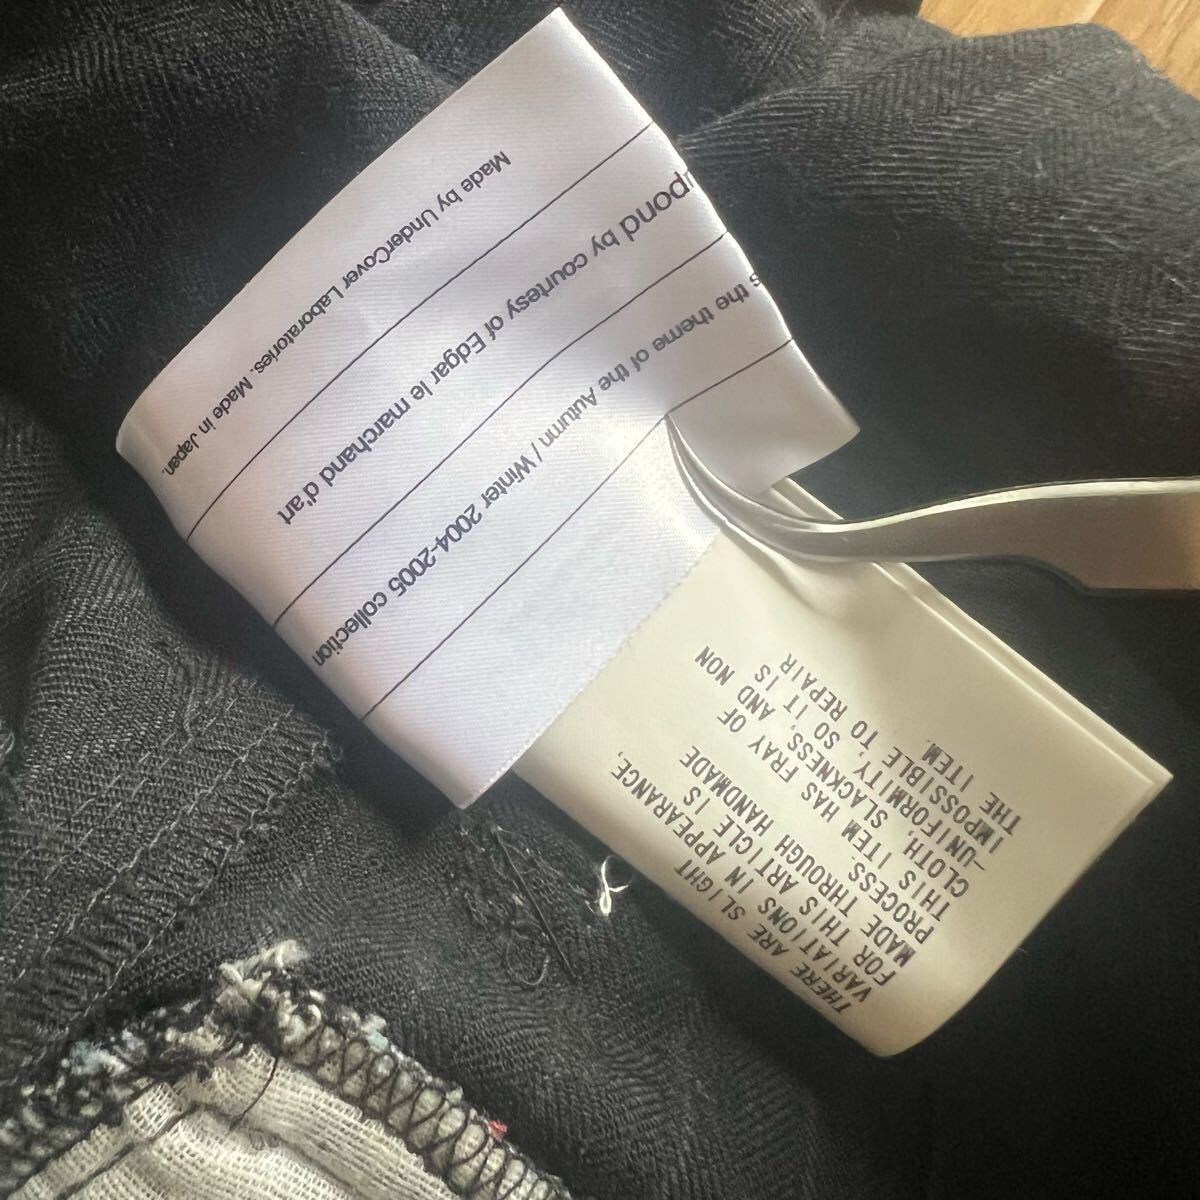 s the theme of the Autumn / Winter 2004-2005 collection
pond by courtesy of Edgar le marchand d'art
Made by UnderCover Laboratories. Made in Japan.
THERE ARE SLIGHT
VARIATIONS IN APPEARANCE,
FOR THIS ARTICLE IS
MADE THROUGH HANDMADE
PROCESS.
THIS ITEM HAS FRAY OF
CLOTH, SLACKNESS, AND NON
-UNIFORMITY, SO IT IS
IMPOSSIBLE TO REPAIR
THE ITEM.